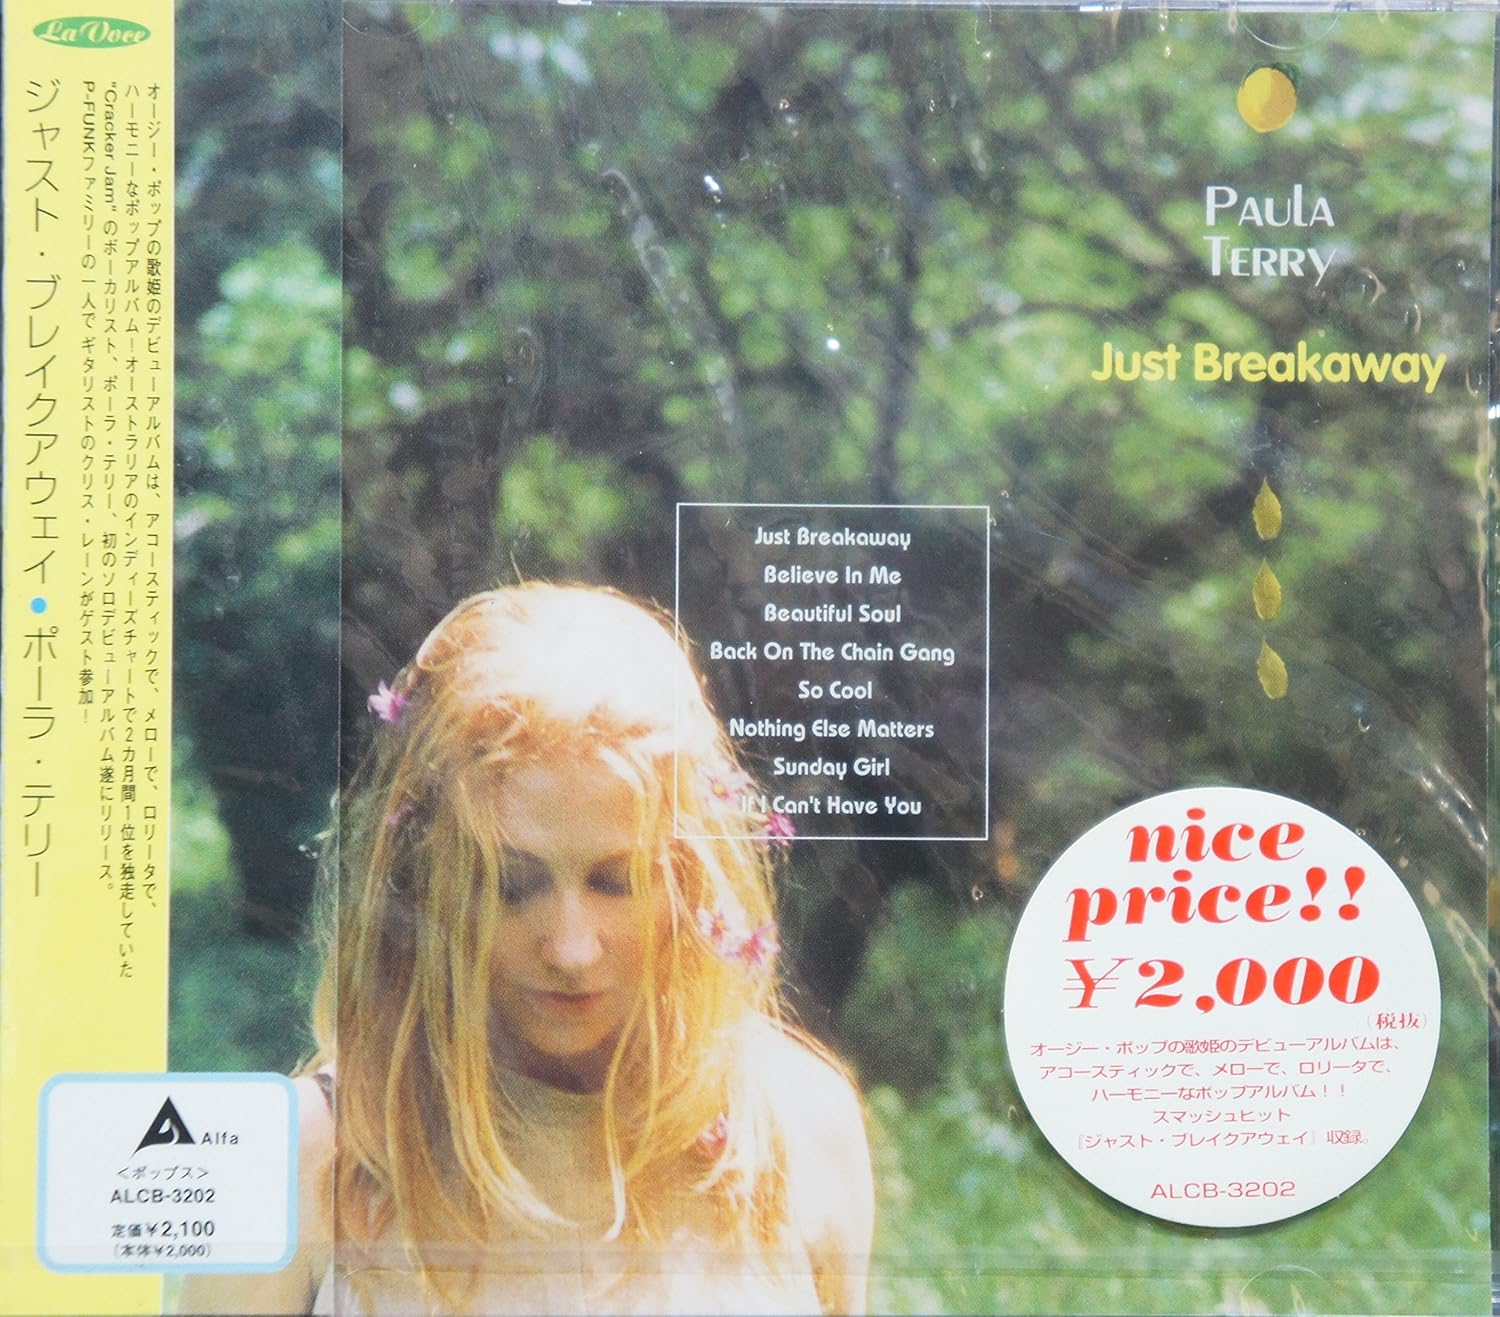 La Voce
ジャスト・ブレイクアウェイ●ポーラ・テリー
オージー・ポップの歌姫のデビューアルバムは、アコースティックで、メローで、ロリータで、
ハーモニーなポップアルバム！オーストラリアのインディーズチャートで2カ月間1位を独走していた
"Cracker Jam"のボーカリスト、ポーラ・テリー、初のソロデビューアルバム遂にリリース。
P-FUNKファミリーの一人でギタリストのクリス・レーンがゲスト参加！
Alfa
＜ポップス＞
ALCB-3202
定価￥2,100
(本体￥2,000)
PAULA
TERRY
Just Breakaway
Just Breakaway
Believe In Me
Beautiful Soul
Back On The Chain Gang
So Cool
Nothing Else Matters
Sunday Girl
If I Can't Have You
nice
price!!
￥2,000
(税抜)
オージー・ポップの歌姫のデビューアルバムは、
アコースティックで、メローで、ロリータで、
ハーモニーなポップアルバム！！
スマッシュヒット
『ジャスト・ブレイクアウェイ』収録。
ALCB-3202